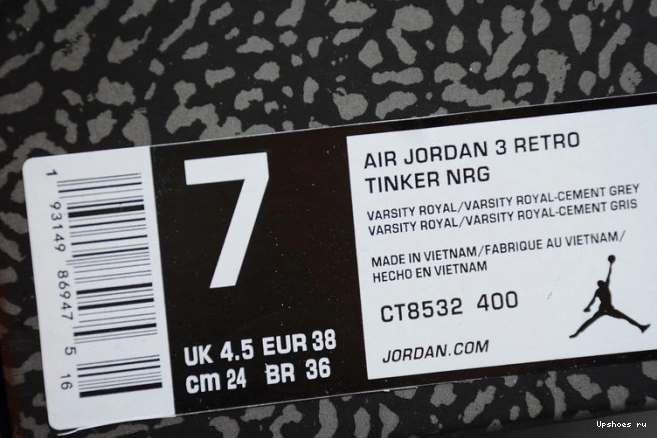 1 93149 86947 5 16
7
UK 4.5 EUR 38
cm 24 BR 36
AIR JORDAN 3 RETRO
TINKER NRG
VARSITY ROYAL/VARSITY ROYAL-CEMENT GREY
VARSITY ROYAL/VARSITY ROYAL-CEMENT GRIS
MADE IN VIETNAM/FABRIQUE AU VIETNAM/
HECHO EN VIETNAM
CT8532 400
JORDAN.COM
Upshoes ru